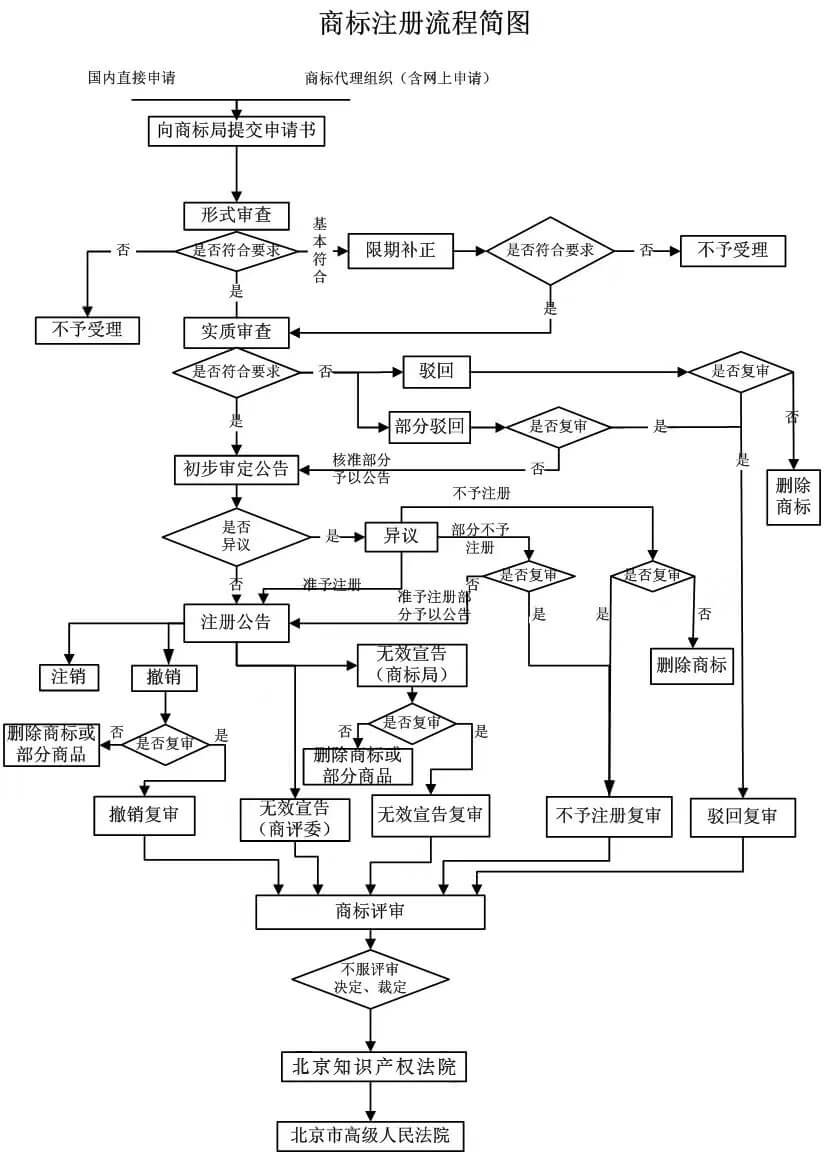 商标注册流程简图
国内直接申请
商标代理组织（含网上申请）
向商标局提交申请书
形式审查
基
本
符
合
否
是否符合要求
限期补正
是否符合要求
否
不予受理
是
是
不予受理
实质审查
是否符合要求
否
驳回
是否复审
是
部分驳回
是否复审
是
否
初步审定公告
核准部分
予以公告
否
是
删除
商标
不予注册
是否
异议
是
异议
部分不予
注册
否
准予注册
是否复审
是否复审
否
准予注册部
分予以公告
是
是
否
注册公告
注销
撤销
无效宣告
（商标局）
删除商标
删除商标或
部分商品
否
是否复审
是
否
是否复审
是
删除商标或
部分商品
撤销复审
无效宣告
（商评委）
无效宣告复审
不予注册复审
驳回复审
商标评审
不服评审
决定、裁定
北京知识产权法院
北京市高级人民法院